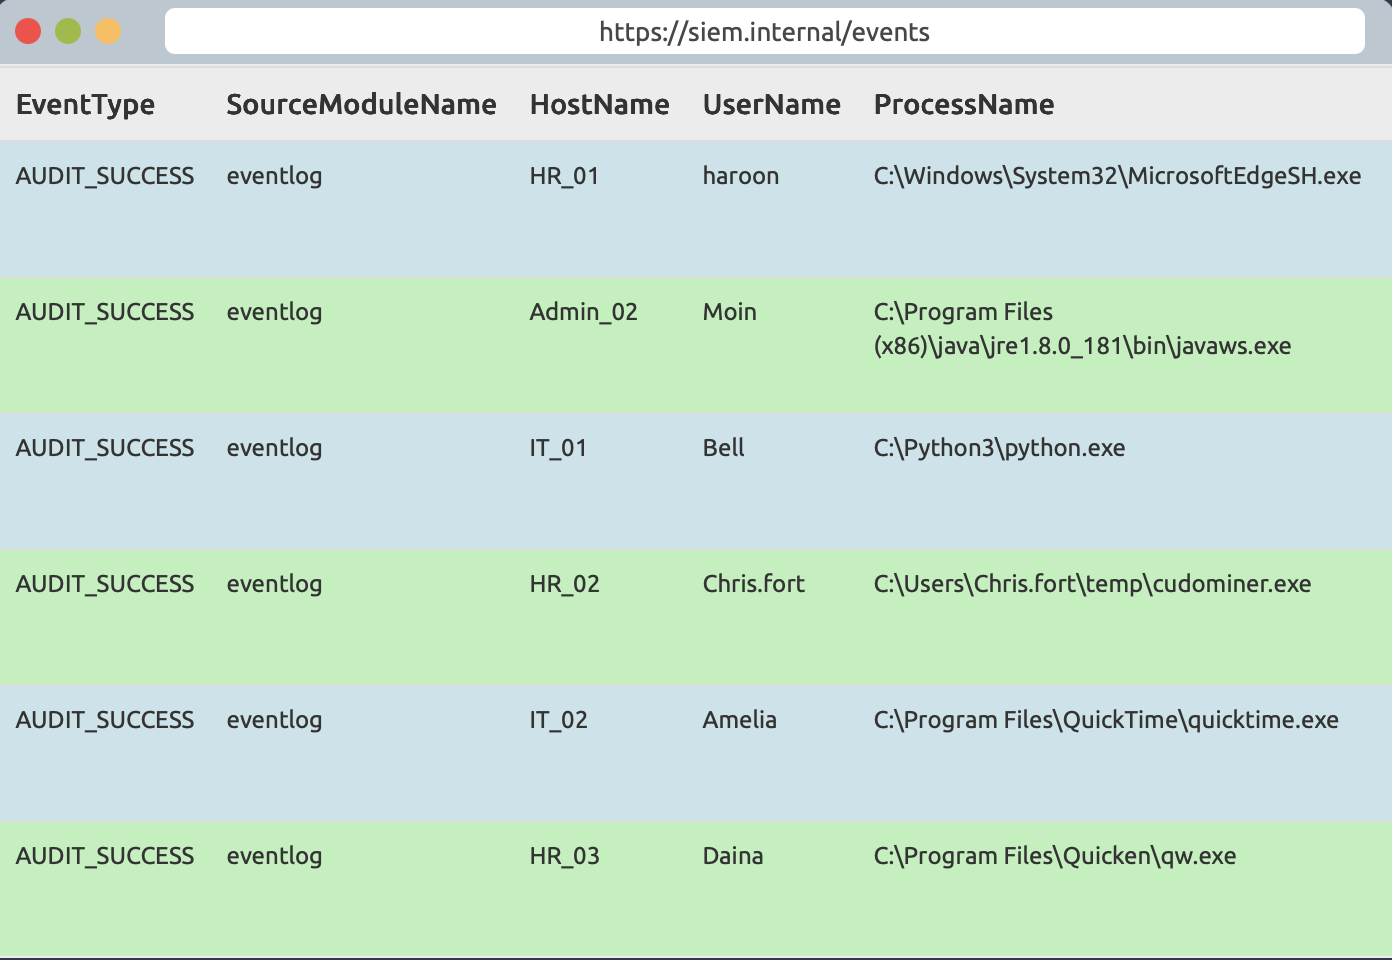 https://siem.internal/events
EventType SourceModuleName HostName UserName ProcessName
AUDIT_SUCCESS eventlog HR_01 haroon C:\Windows\System32\MicrosoftEdgeSH.exe
AUDIT_SUCCESS eventlog Admin_02 Moin C:\Program Files
(x86)\java\jre1.8.0_181\bin\javaws.exe
AUDIT_SUCCESS eventlog IT_01 Bell C:\Python3\python.exe
AUDIT_SUCCESS eventlog HR_02 Chris.fort C:\Users\Chris.fort\temp\cudominer.exe
AUDIT_SUCCESS eventlog IT_02 Amelia C:\Program Files\QuickTime\quicktime.exe
AUDIT_SUCCESS eventlog HR_03 Daina C:\Program Files\Quicken\qw.exe